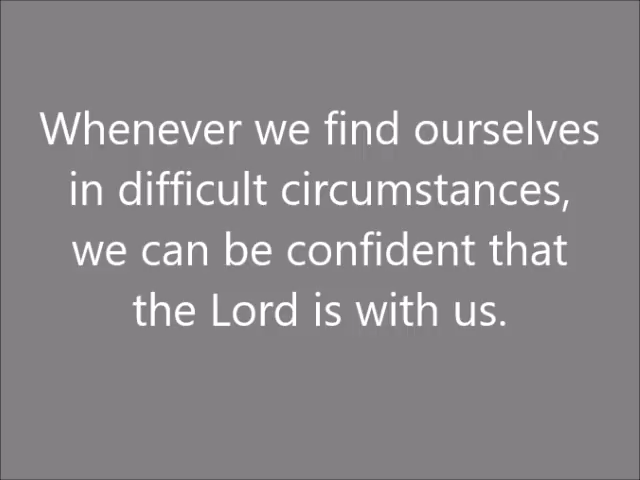 Whenever we find ourselves
in difficult circumstances,
we can be confident that
the Lord is with us.